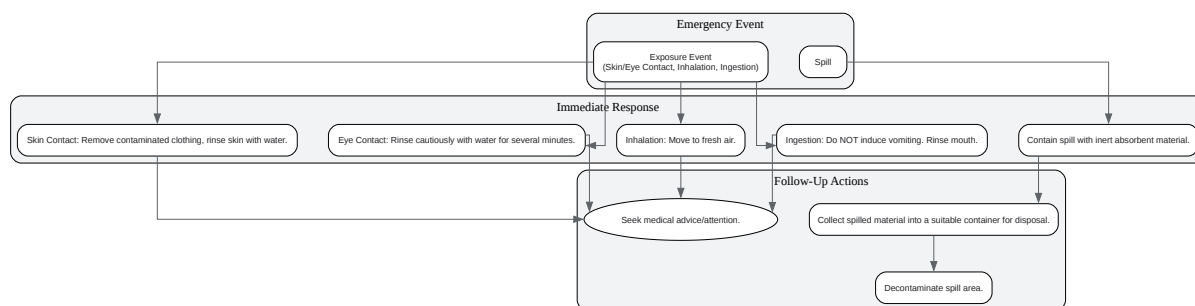 Emergency Event
Exposure Event
(Skin/Eye Contact, Inhalation, Ingestion)
Spill
Immediate Response
Skin Contact: Remove contaminated clothing, rinse skin with water.
Eye Contact: Rinse cautiously with water for several minutes.
Inhalation: Move to fresh air.
Ingestion: Do NOT induce vomiting. Rinse mouth.
Contain spill with inert absorbent material.
Follow-Up Actions
Seek medical advice/attention.
Collect spilled material into a suitable container for disposal.
Decontaminate spill area.